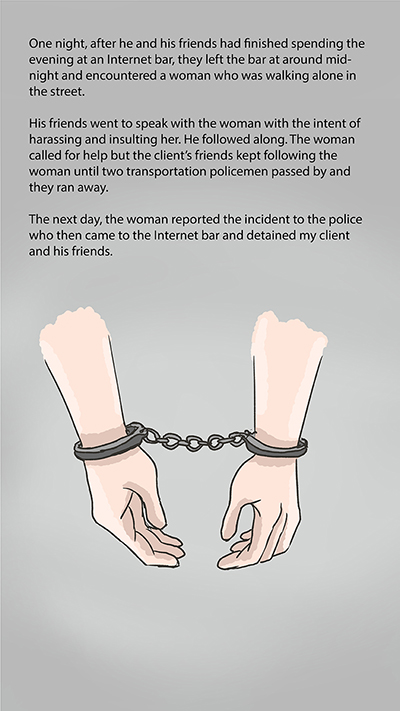 One night, after he and his friends had finished spending the
evening at an Internet bar, they left the bar at around mid-
night and encountered a woman who was walking alone in
the street.
His friends went to speak with the woman with the intent of
harassing and insulting her. He followed along. The woman
called for help but the client's friends kept following the
woman until two transportation policemen passed by and
they ran away.
The next day, the woman reported the incident to the police
who then came to the Internet bar and detained my client
and his friends.